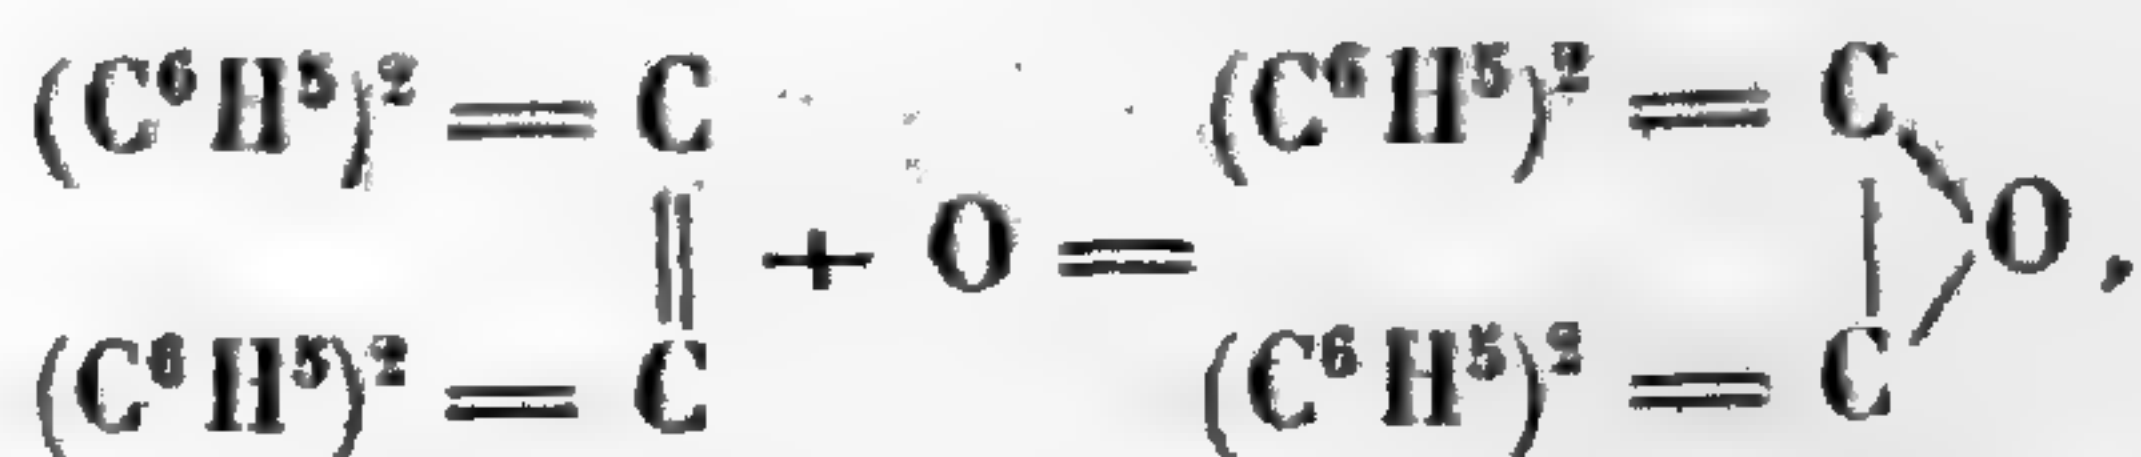 (C⁶H⁵)² = C (C⁶H⁵)² = C
|| + O = | O,
(C⁶H⁵)² = C (C⁶H⁵)² = C